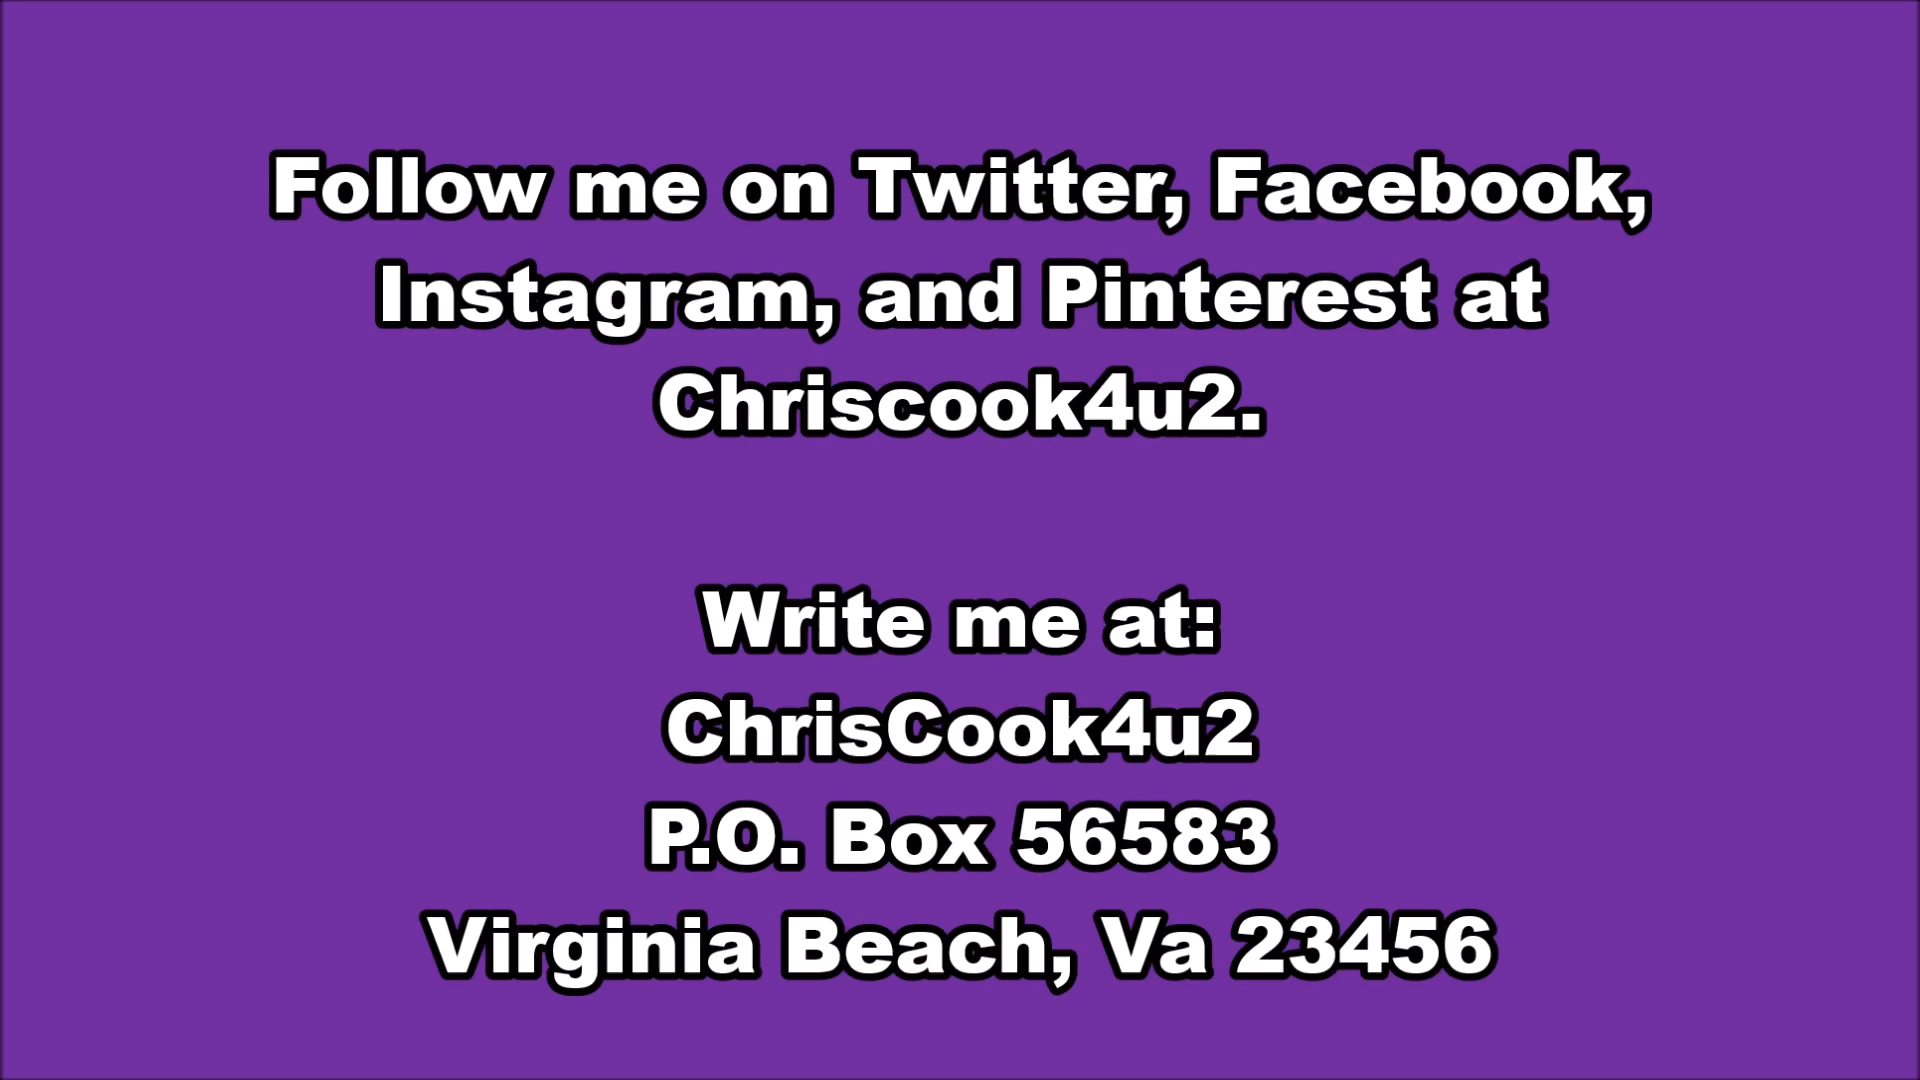 Follow me on Twitter, Facebook,
Instagram, and Pinterest at
Chriscook4u2.
Write me at:
ChrisCook4u2
P.O. Box 56583
Virginia Beach, Va 23456